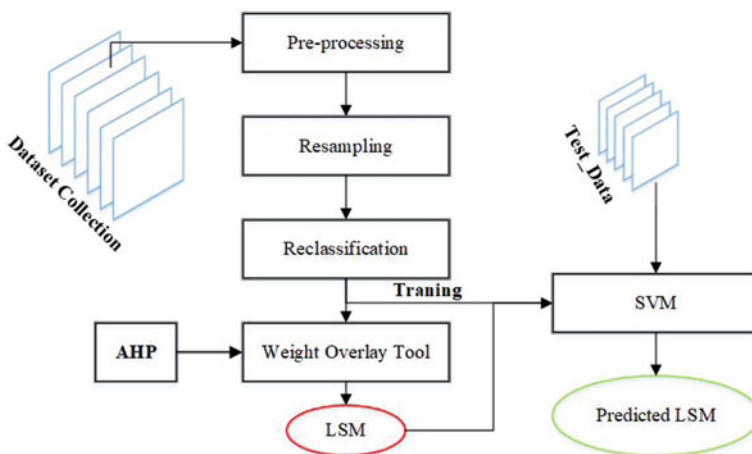 Pre-processing
Dataset Collection
Resampling
Test_Data
Reclassification
Traning
SVM
AHP
Weight Overlay Tool
LSM
Predicted LSM